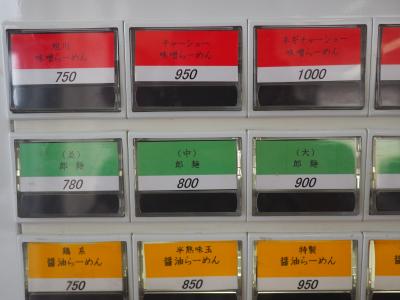 旭川
味噌らーめん
750
チャーシュー
味噌らーめん
950
ネギチャーシュー
味噌らーめん
1000
（並）
郎麺
780
（中）
郎麺
800
（大）
郎麺
900
鶏系
醤油らーめん
750
半熟味玉
醤油らーめん
850
特製
醤油らーめん
950